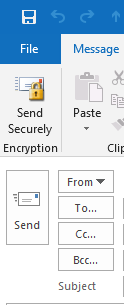 File
Message
Send
Securely
Paste
Encryption
Clip
From
To...
Cc...
Bcc...
Send
Subject